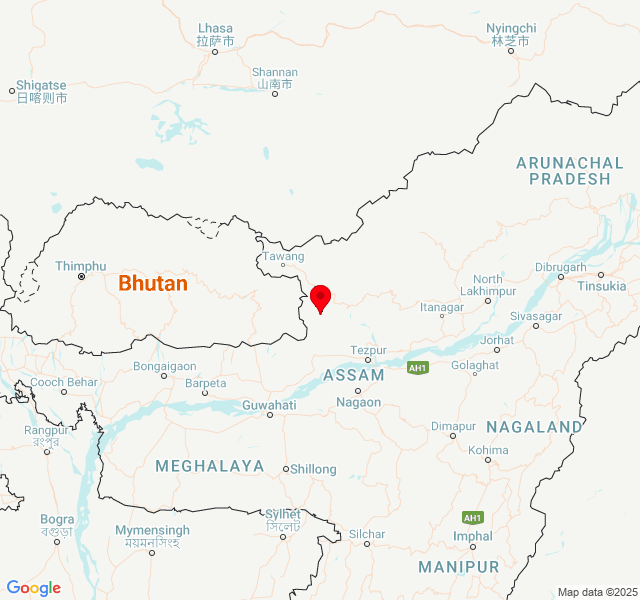 Lhasa
拉萨市
Nyingchi
林芝市
Shannan
山南市
Shigatse
日喀则市
ARUNACHAL
PRADESH
Tawang
Thimphu
Bhutan
Dibrugarh
Tinsukia
North
Lakhimpur
Itanagar
Sivasagar
Jorhat
Tezpur
AH1
Golaghat
ASSAM
Bongaigaon
Cooch Behar
Barpeta
Nagaon
Guwahati
Rangpur
রংপুর
Dimapur
NAGALAND
Kohima
MEGHALAYA
Shillong
Bogra
বগুড়া
Mymensingh
ময়মনসিংহ
Sylhet
সিলেট
AH1
Silchar
Imphal
MANIPUR
Google
Map data ©2025